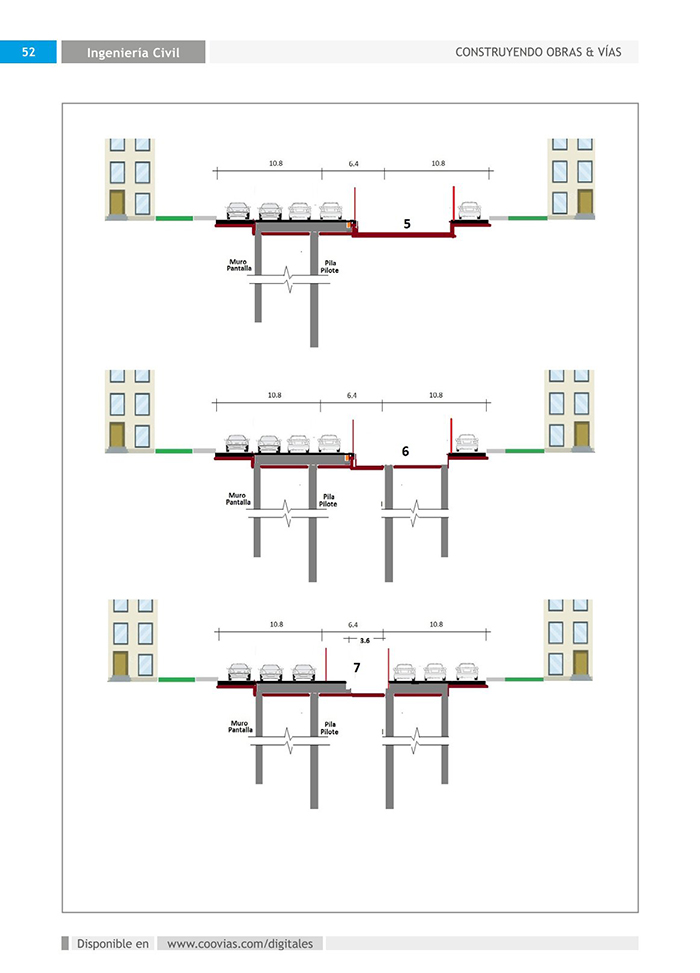 52 Ingenieria Civil CONSTRUYENDO OBRAS & VÍAS
10.8 6.4 10.8
5
Muro
Pantalla
Pila
Pilote
10.8 6.4 10.8
6
Muro
Pantalla
Pila
Pilote
10.8 6.4 10.8
3.6
7
Muro
Pantalla
Pila
Pilote
Disponible en www.coovias.com/digitales